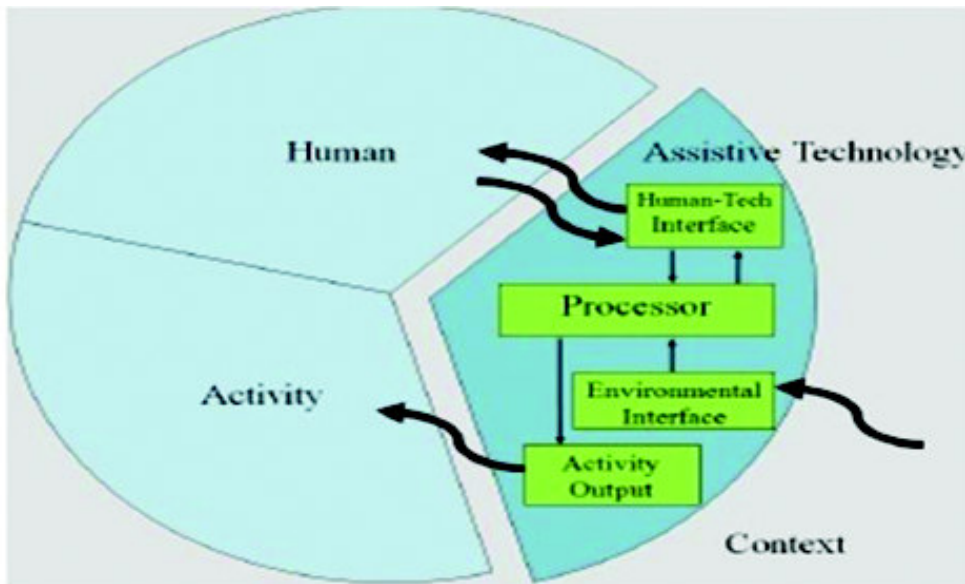 Human
Assistive Technology
Human-Tech
Interface
Processor
Activity
Environmental
Interface
Activity
Output
Context